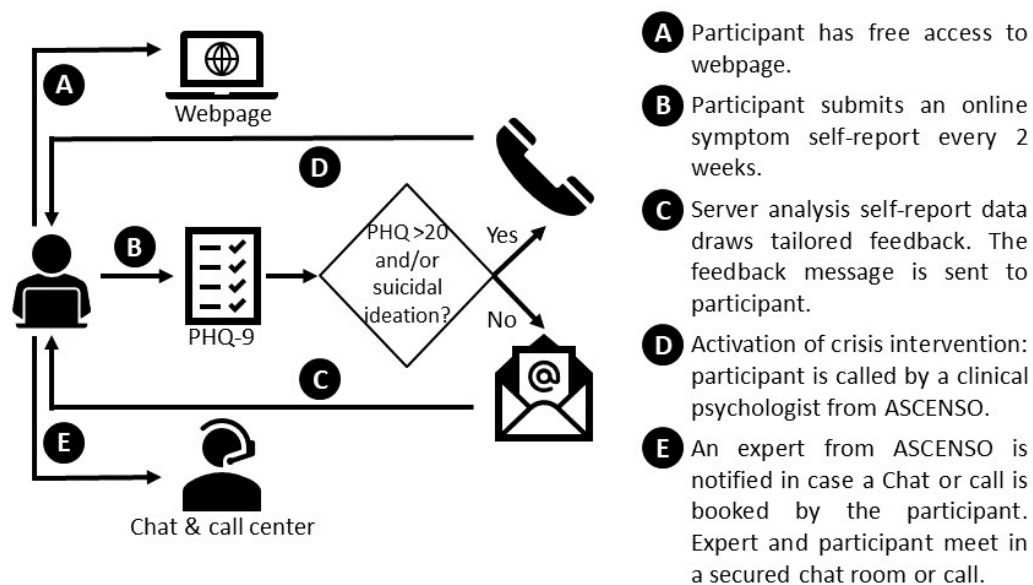 A
Webpage
D
B
PHQ-9
PHQ >20
and/or
suicidal
ideation?
Yes
No
@
C
E
Chat & call center
A Participant has free access to
webpage.
B Participant submits an online
symptom self-report every 2
weeks.
C Server analysis self-report data
draws tailored feedback. The
feedback message is sent to
participant.
D Activation of crisis intervention:
participant is called by a clinical
psychologist from ASCENSO.
E An expert from ASCENSO is
notified in case a Chat or call is
booked by the participant.
Expert and participant meet in
a secured chat room or call.